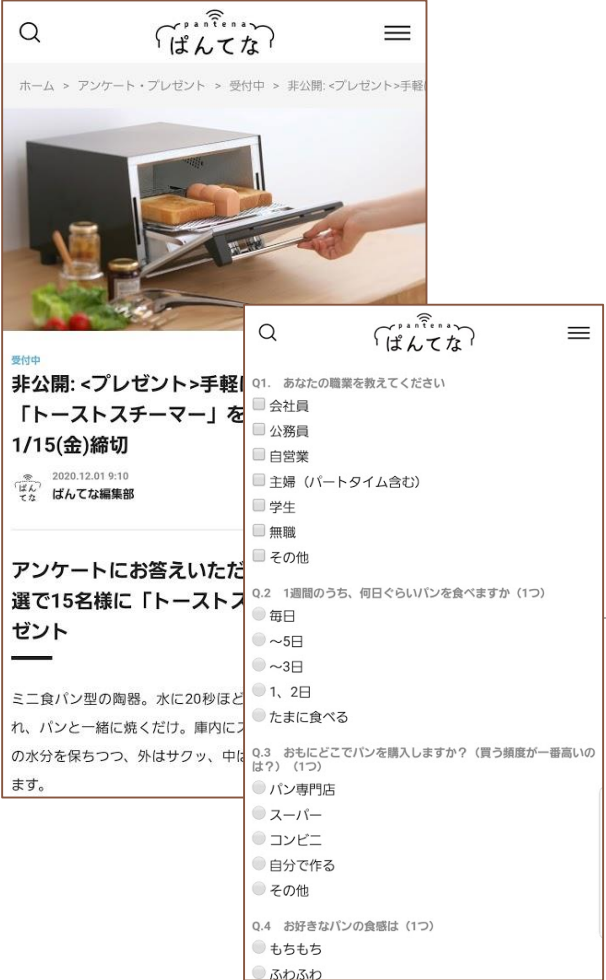 pantena
ぱんてな
ホーム > アンケート・プレゼント > 受付中 > 非公開: <プレゼント>手軽
受付中
非公開: <プレゼント>手軽
「トーストスチーマー」を
1/15(金)締切
ぱん
てな
2020.12.01 9:10
ぱんてな編集部
アンケートにお答えいただ
選で15名様に「トーストス
ゼント
ミニ食パン型の陶器。水に20秒ほど
れ、パンと一緒に焼くだけ。庫内にス
の水分を保ちつつ、外はサクッ、中は
ます。
pantena
ぱんてな
Q1. あなたの職業を教えてください
会社員
公務員
自営業
主婦（パートタイム含む）
学生
無職
その他
Q.2 1週間のうち、何日ぐらいパンを食べますか（1つ）
毎日
～5日
～3日
1、2日
たまに食べる
Q.3 おもにどこでパンを購入しますか？（買う頻度が一番高いの
は？）（1つ）
パン専門店
スーパー
コンビニ
自分で作る
その他
Q.4 お好きなパンの食感は（1つ）
もちもち
ふわふわ